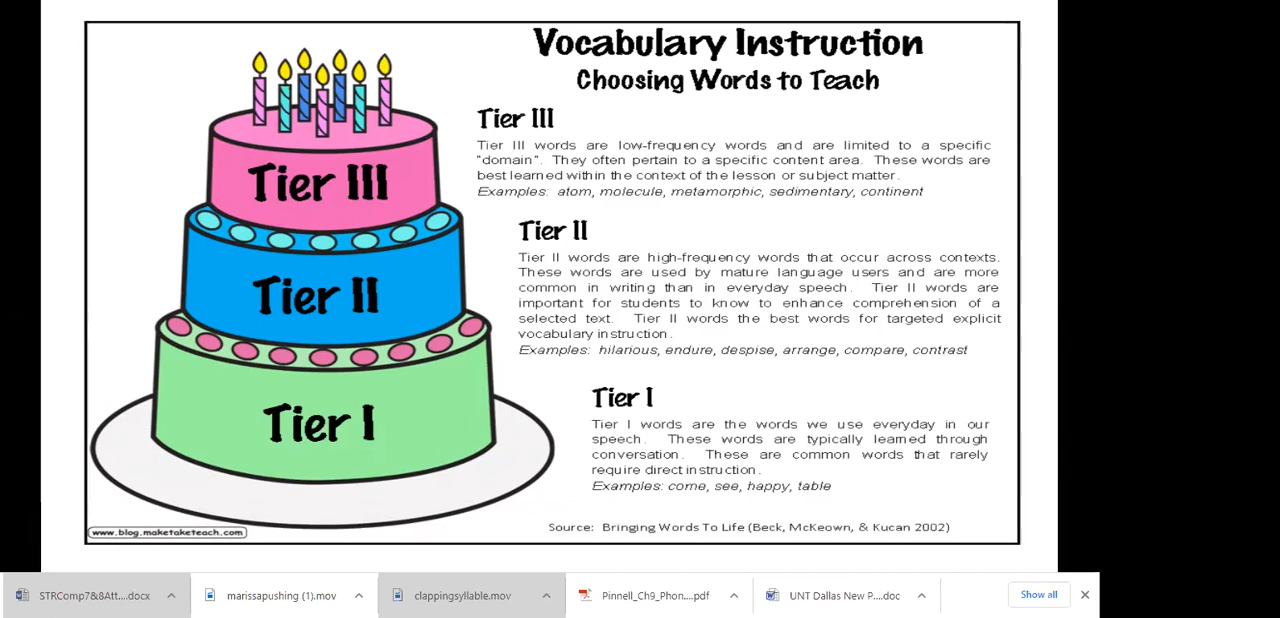 Vocabulary Instruction
Choosing Words to Teach
Tier III
Tier III words are low-frequency words and are limited to a specific
"domain". They often pertain to a specific content area. These words are
best learned within the context of the lesson or subject matter.
Examples: atom, molecule, metamorphic, sedimentary, continent
Tier III
Tier II
Tier II words are high-frequency words that occur across contexts.
These words are used by mature language users and are more
common in writing than in everyday speech. Tier II words are
important for students to know to enhance comprehension of a
selected text. Tier II words the best words for targeted explicit
vocabulary instruction.
Examples: hilarious, endure, despise, arrange, compare, contrast
Tier II
Tier I
Tier I words are the words we use everyday in our
speech. These words are typically learned through
conversation. These are common words that rarely
require direct instruction.
Examples: come, see, happy, table
Tier I
Source: Bringing Words To Life (Beck, McKeown, & Kucan 2002)
www.blog.maketaketeach.com
STRComp7&8Att....docx
marissapushing (1).mov
clappingsyllable.mov
Pinnell_Ch9_Phon....pdf
UNT Dallas New P....doc
Show all